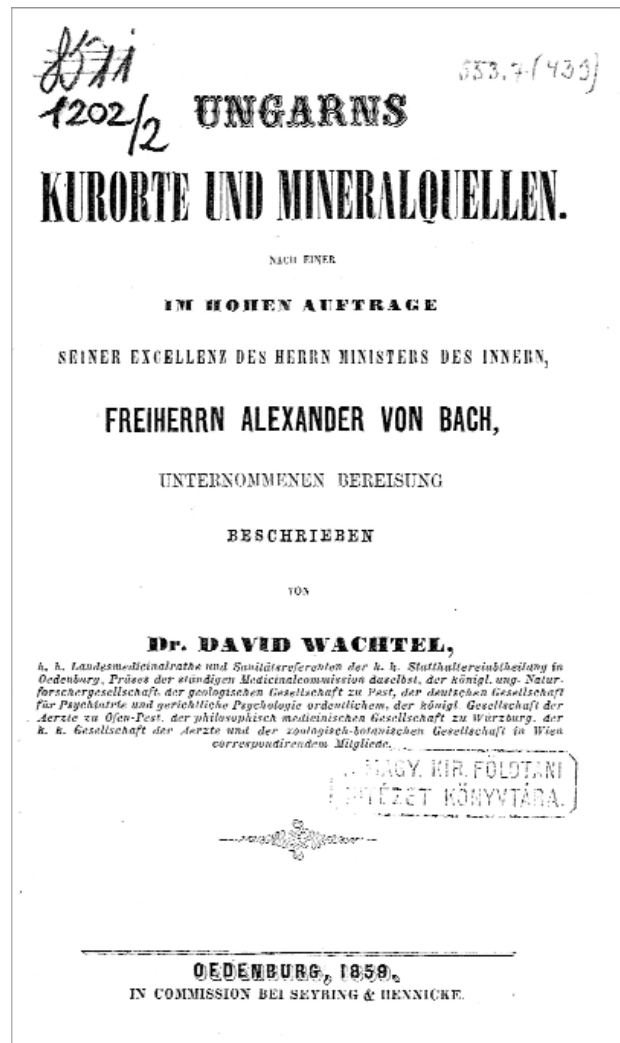 8511
1202/2
553.7(439)
UNGARNS
KURORTE UND MINERALQUELLEN.
NACH EINER
IM HOHEN AUFTRAGE
SEINER EXCELLENZ DES HERRN MINISTERS DES INNERN,
FREIHERRN ALEXANDER VON BACH,
UNTERNOMMENEN BEREISUNG
BESCHRIEBEN
VON
Dr. DAVID WACHTEL,
k. k. Landesmedicinalrathe und Sanitätsreferenten der k. k. Statthaltereiabtheilung in
Oedenburg, Präses der ständigen Medicinalcommission daselbst, der königl. ung. Natur-
forschergesellschaft, der geologischen Gesellschaft zu Pest, der deutschen Gesellschaft
für Psychiatrie und gerichtliche Psychologie ordentlichem, der königl. Gesellschaft der
Aerzte zu Ofen-Pest, der philosophisch medicinischen Gesellschaft zu Würzburg, der
k. k. Gesellschaft der Aerzte und der zoologisch-botanischen Gesellschaft in Wien
correspondirendem Mitgliede.
MAGY. KIR. FÖLDTANI
INTÉZET KÖNYVTÁRA.
OEDENBURG, 1859.
IN COMMISSION BEI SEYRING & HENNICKE.